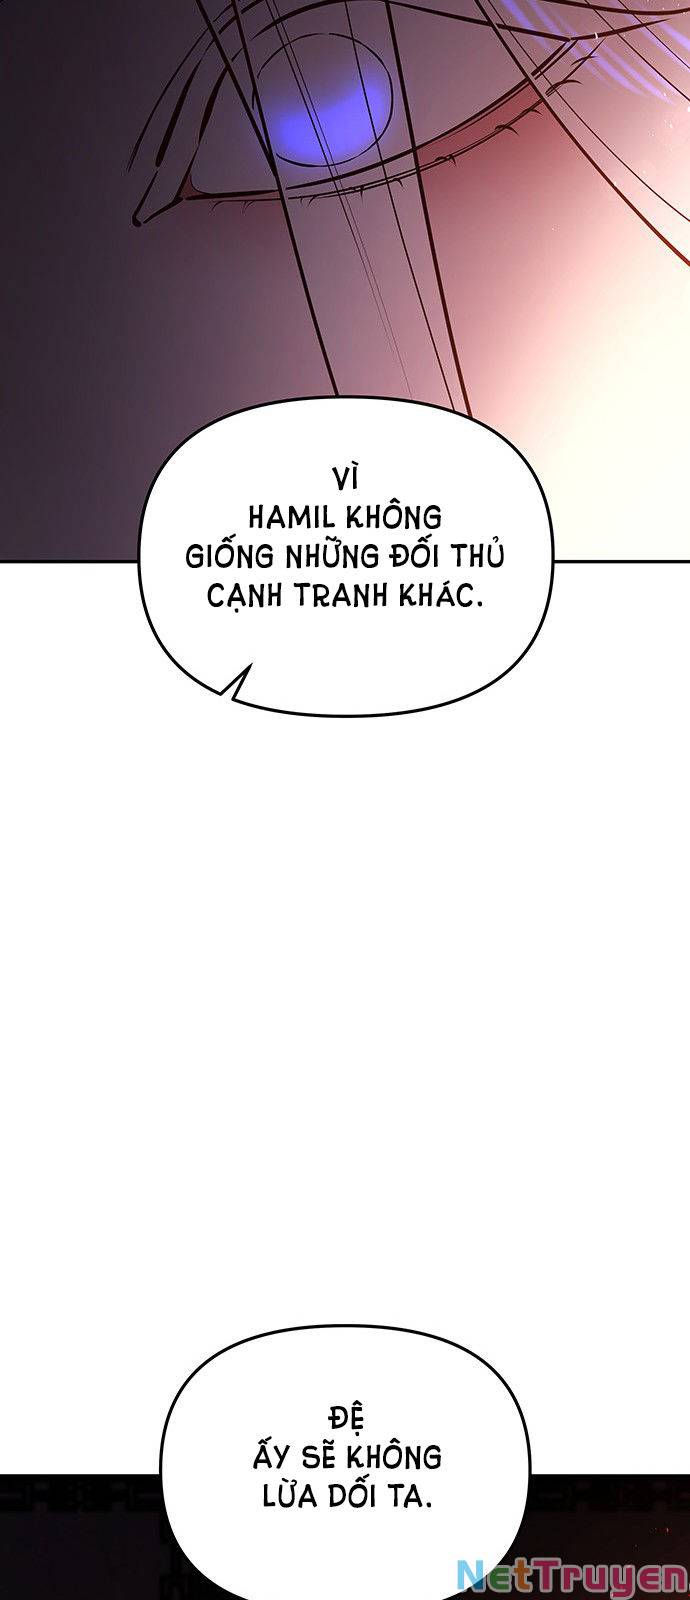 VÌ
HAMIL KHÔNG
GIỐNG NHỮNG ĐỐI THỦ
CẠNH TRANH KHÁC.
ĐỆ
ẤY SẼ KHÔNG
LỪA DỐI TA.
NetTruyen